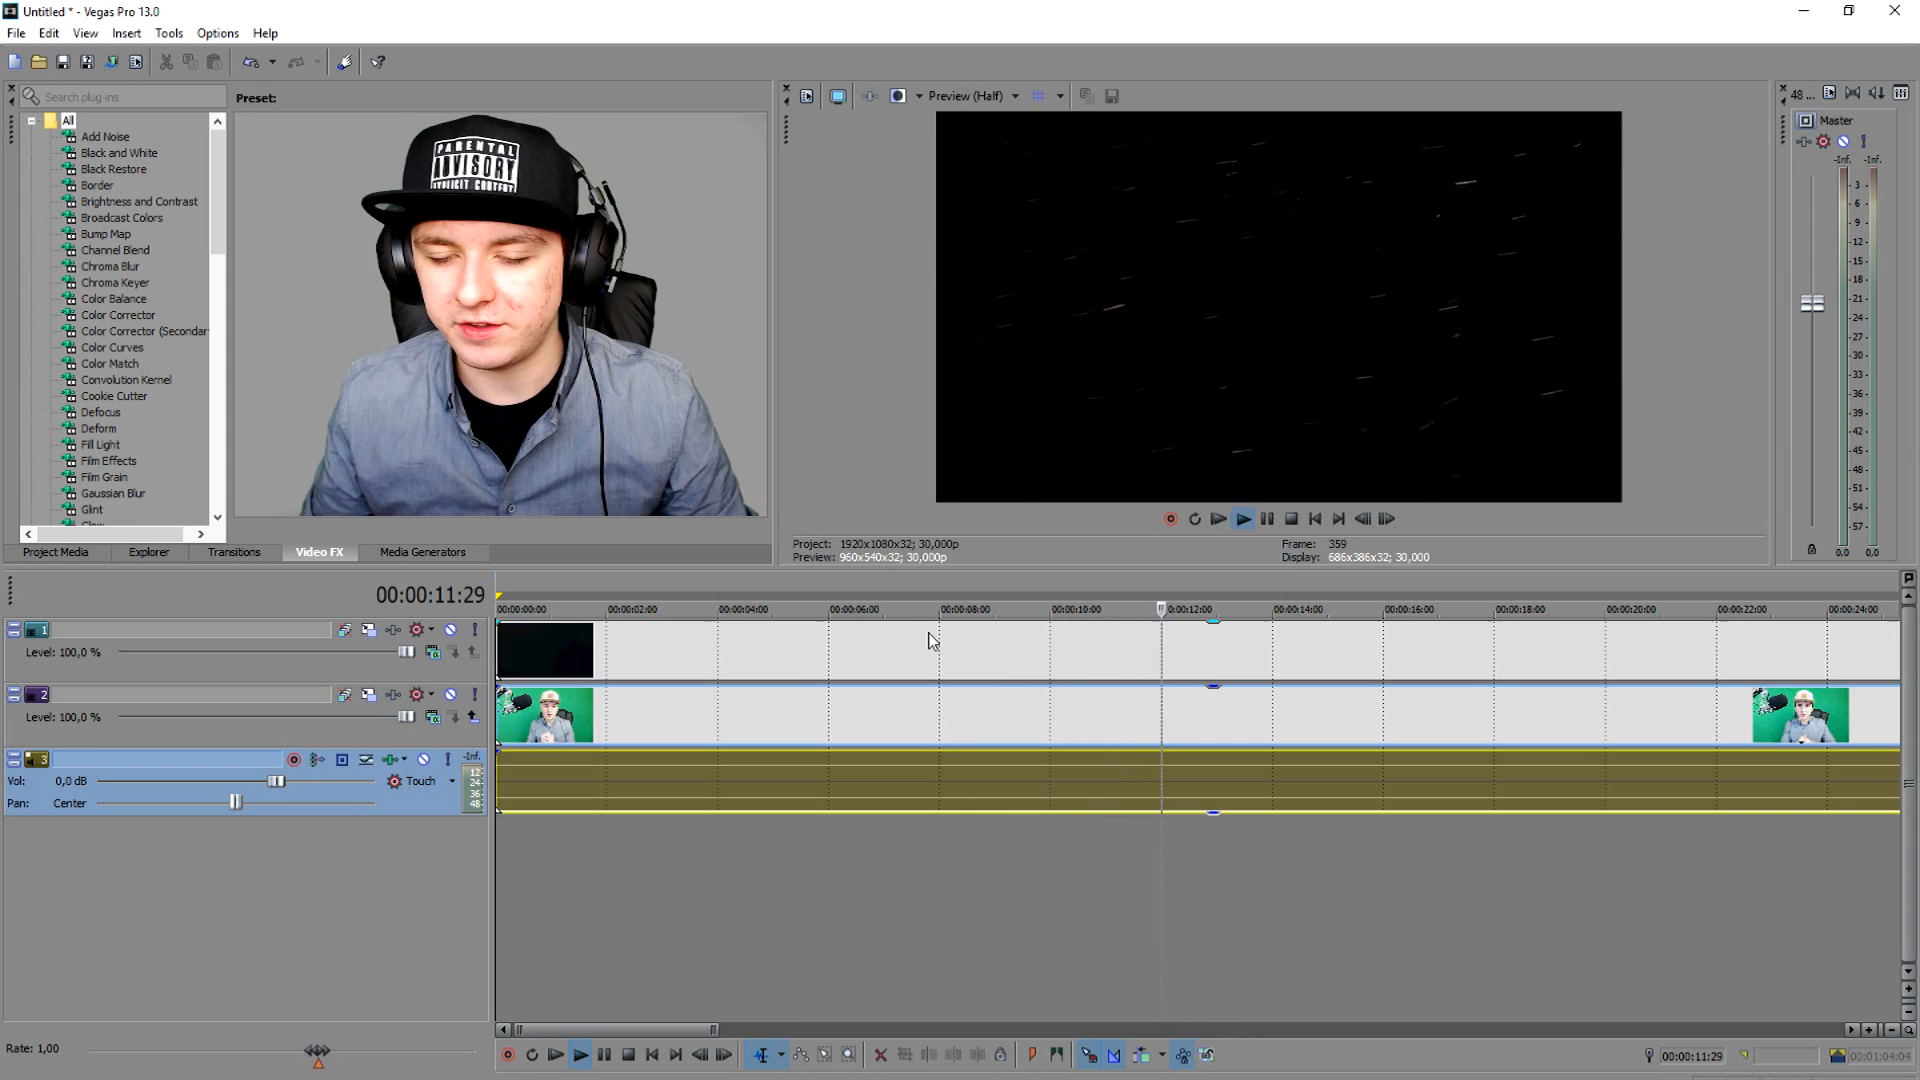 Untitled * - Vegas Pro 13.0
File Edit View Insert Tools Options Help
Search plug-ins
Preset:
All
Add Noise
Black and White
Black Restore
Border
Brightness and Contrast
Broadcast Colors
Bump Map
Channel Blend
Chroma Blur
Chroma Keyer
Color Balance
Color Corrector
Color Corrector (Secondar
Color Curves
Color Match
Convolution Kernel
Cookie Cutter
Defocus
Deform
Fill Light
Film Effects
Film Grain
Gaussian Blur
Glint
Glow
PARENTAL
ADVISORY
EXPLICIT CONTENT
Project Media Explorer Transitions Video FX Media Generators
Preview (Half)
Project: 1920x1080x32; 30,000p
Preview: 960x540x32; 30,000p
Frame: 359
Display: 686x386x32; 30,000
48 ...
Master
-Inf. -Inf.
3
6
9
12
15
18
21
24
27
30
33
36
39
42
45
48
51
54
57
0,0 0,0
00:00:11:29
00:00:00:00 00:00:02:00 00:00:04:00 00:00:06:00 00:00:08:00 00:00:10:00 0:00:12:00 00:00:14:00 00:00:16:00 00:00:18:00 00:00:20:00 00:00:22:00 00:00:24:00
1
Level: 100,0 %
2
Level: 100,0 %
3
-Inf.
Vol: 0,0 dB Touch
12
24
36
48
Pan: Center
Rate: 1,00
00:00:11:29
00:01:04:04